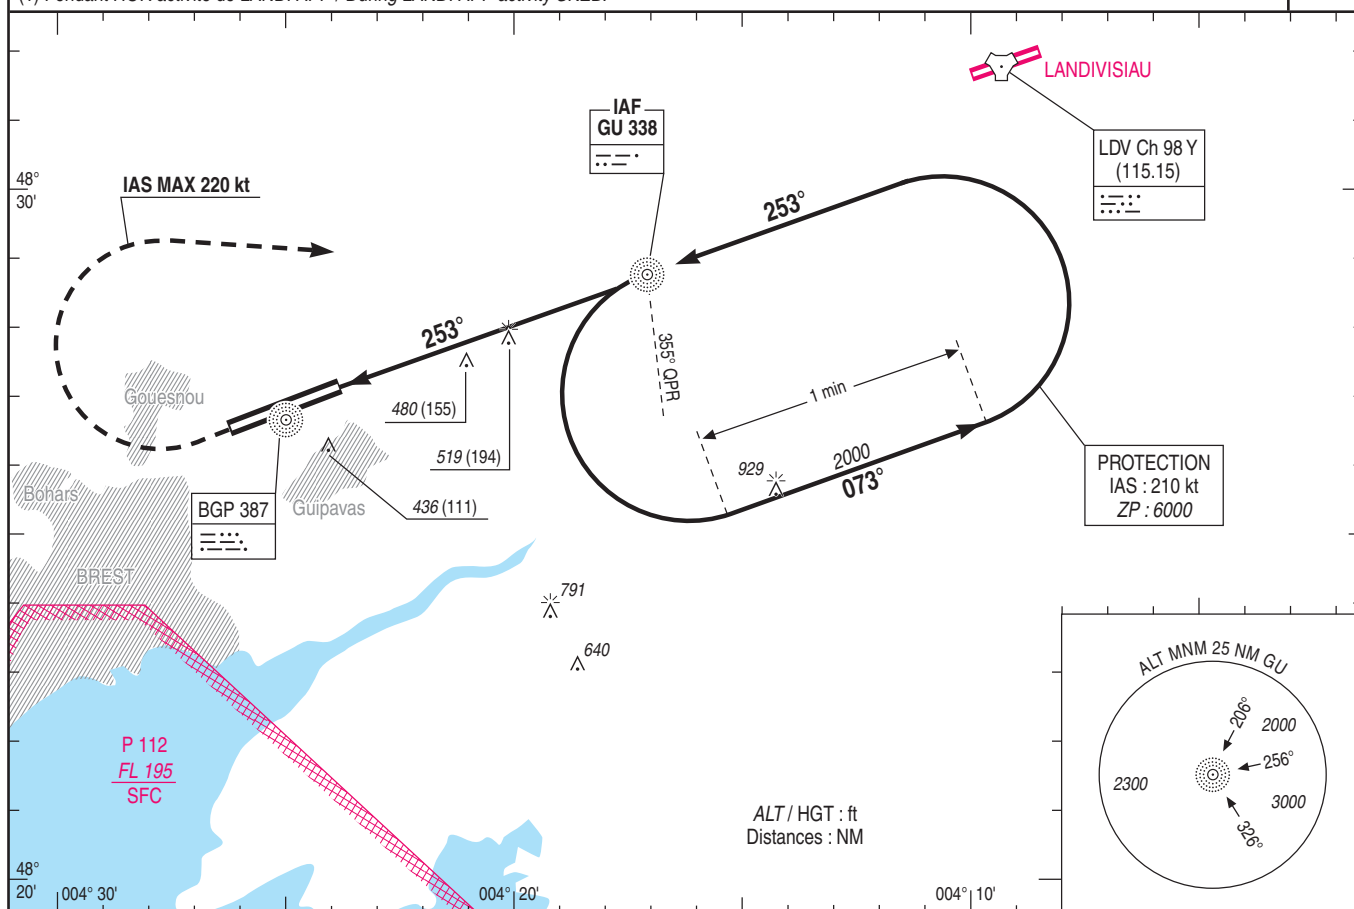 LANDIVISIAU
IAF
GU 338
LDV Ch 98 Y
(115.15)
48°
30'
IAS MAX 220 kt
253°
253°
355° QPR
1 min
Gouesnou
480 (155)
519 (194)
929
2000
073°
PROTECTION
IAS : 210 kt
ZP : 6000
Bohars
BGP 387
Guipavas
436 (111)
BREST
791
640
ALT MNM 25 NM GU
206°
2000
256°
2300
3000
326°
P 112
FL 195
SFC
ALT / HGT : ft
Distances : NM
48°
20'
004° 30'
004° 20'
004° 10'